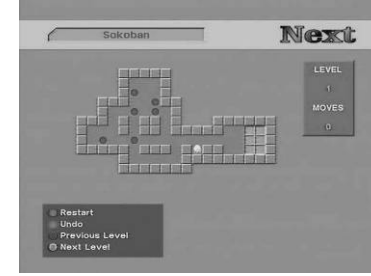 Sokoban
Next
LEVEL
1
MOVES
0
Restart
Undo
Previous Level
Next Level